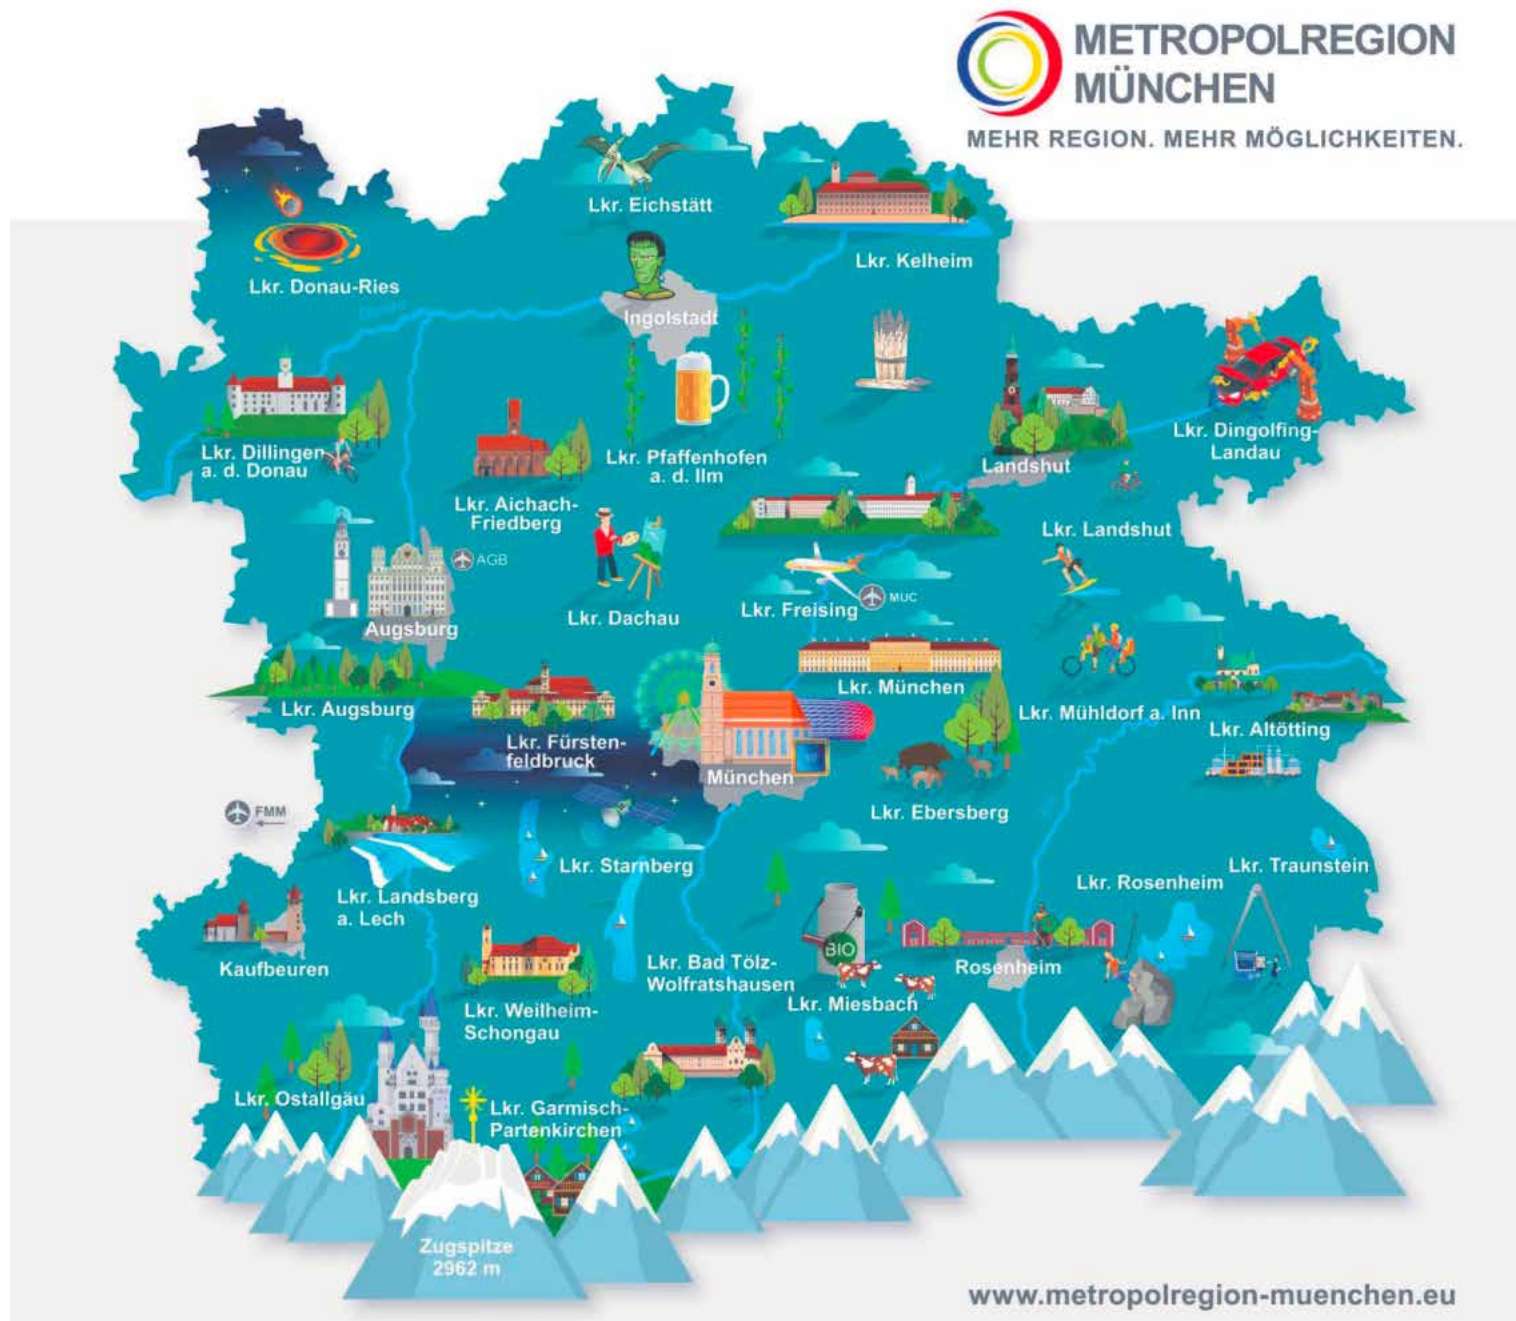 METROPOLREGION
MÜNCHEN
MEHR REGION. MEHR MÖGLICHKEITEN.
Lkr. Eichstätt
Lkr. Kelheim
Lkr. Donau-Ries
Ingolstadt
Lkr. Dillingen
a. d. Donau
Lkr. Pfaffenhofen
a. d. Ilm
Lkr. Dingolfing-
Landau
Landshut
Lkr. Aichach-
Friedberg
Lkr. Landshut
AGB
Augsburg
Lkr. Dachau
Lkr. Freising
MUC
Lkr. München
Lkr. Augsburg
Lkr. Mühldorf a. Inn
Lkr. Altötting
Lkr. Fürsten-
feldbruck
München
FMM
Lkr. Ebersberg
Lkr. Starnberg
Lkr. Traunstein
Lkr. Rosenheim
Lkr. Landsberg
a. Lech
BIO
Kaufbeuren
Lkr. Bad Tölz-
Wolfratshausen
Rosenheim
Lkr. Weilheim-
Schongau
Lkr. Miesbach
Lkr. Ostallgäu
Lkr. Garmisch-
Partenkirchen
Zugspitze
2962 m
www.metropolregion-muenchen.eu